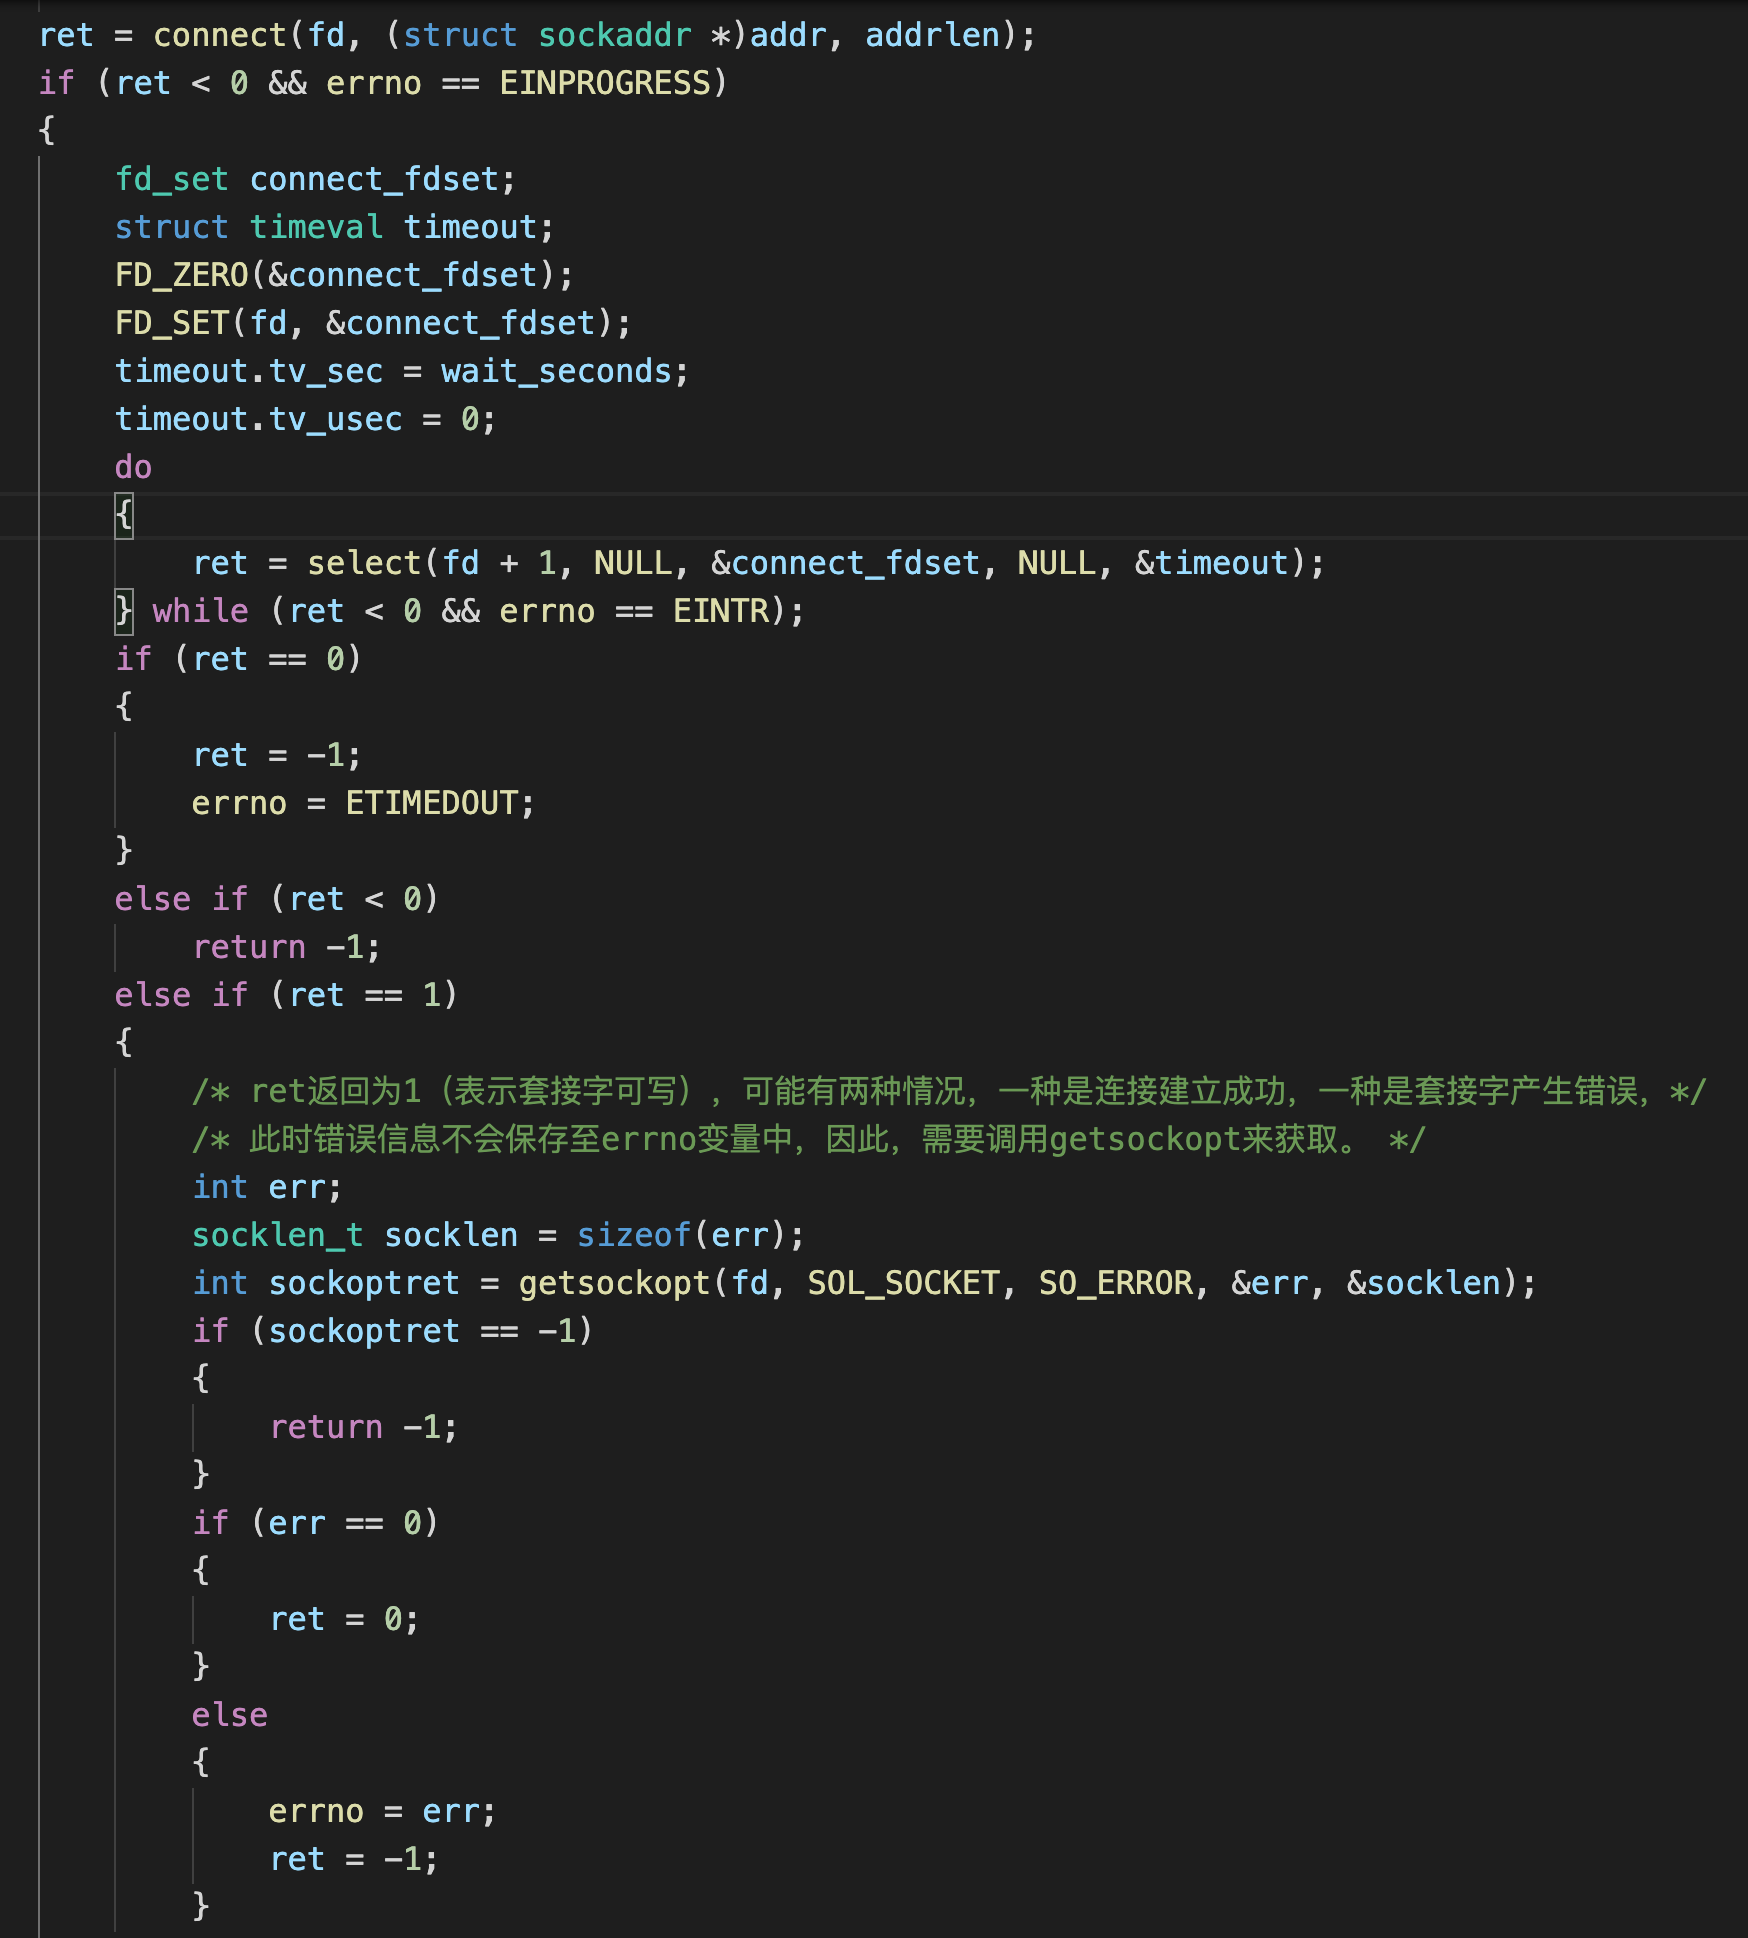 ret = connect(fd, (struct sockaddr *)addr, addrlen);
if (ret < 0 && errno == EINPROGRESS)
{
    fd_set connect_fdset;
    struct timeval timeout;
    FD_ZERO(&connect_fdset);
    FD_SET(fd, &connect_fdset);
    timeout.tv_sec = wait_seconds;
    timeout.tv_usec = 0;
    do
    {
        ret = select(fd + 1, NULL, &connect_fdset, NULL, &timeout);
    } while (ret < 0 && errno == EINTR);
    if (ret == 0)
    {
        ret = -1;
        errno = ETIMEDOUT;
    }
    else if (ret < 0)
        return -1;
    else if (ret == 1)
    {
        /* ret返回为1（表示套接字可写），可能有两种情况，一种是连接建立成功，一种是套接字产生错误，*/
        /* 此时错误信息不会保存至errno变量中，因此，需要调用getsockopt来获取。 */
        int err;
        socklen_t socklen = sizeof(err);
        int sockoptret = getsockopt(fd, SOL_SOCKET, SO_ERROR, &err, &socklen);
        if (sockoptret == -1)
        {
            return -1;
        }
        if (err == 0)
        {
            ret = 0;
        }
        else
        {
            errno = err;
            ret = -1;
        }